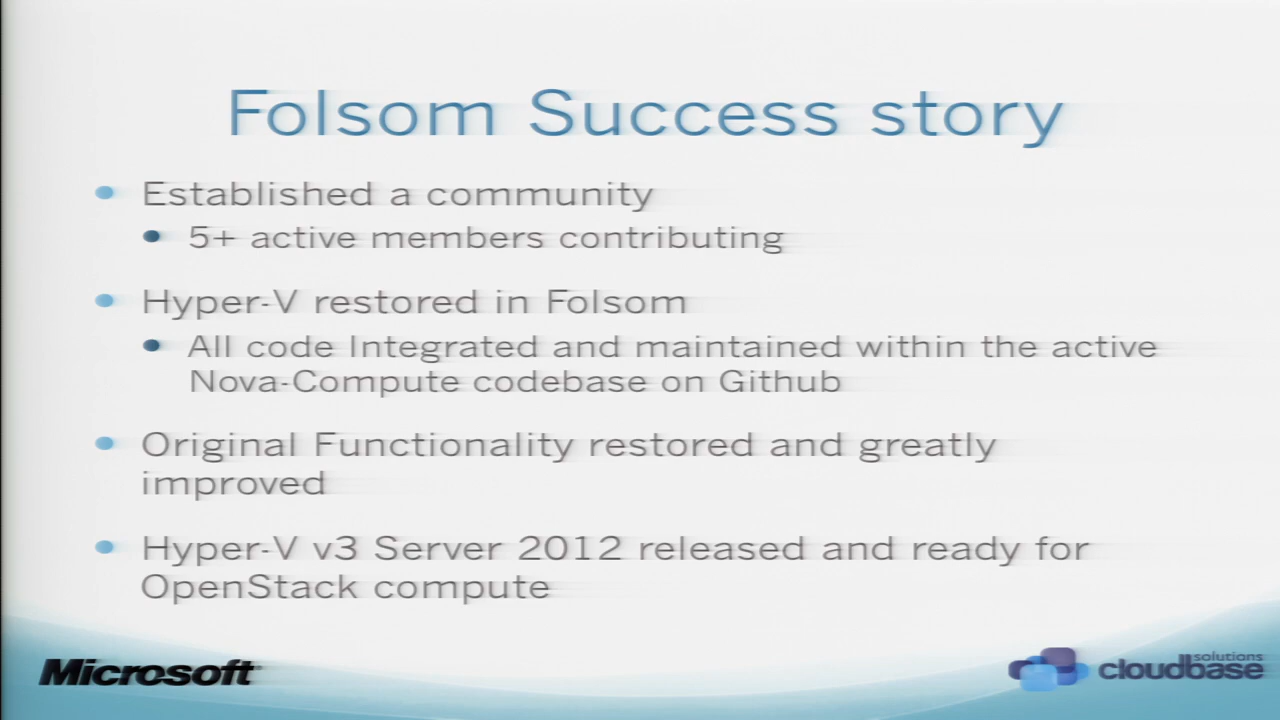 Folsom Success story
Established a community
5+ active members contributing
Hyper-V restored in Folsom
All code Integrated and maintained within the active
Nova-Compute codebase on Github
Original Functionality restored and greatly
improved
Hyper-V v3 Server 2012 released and ready for
OpenStack compute
Microsoft
solutions
cloudbase